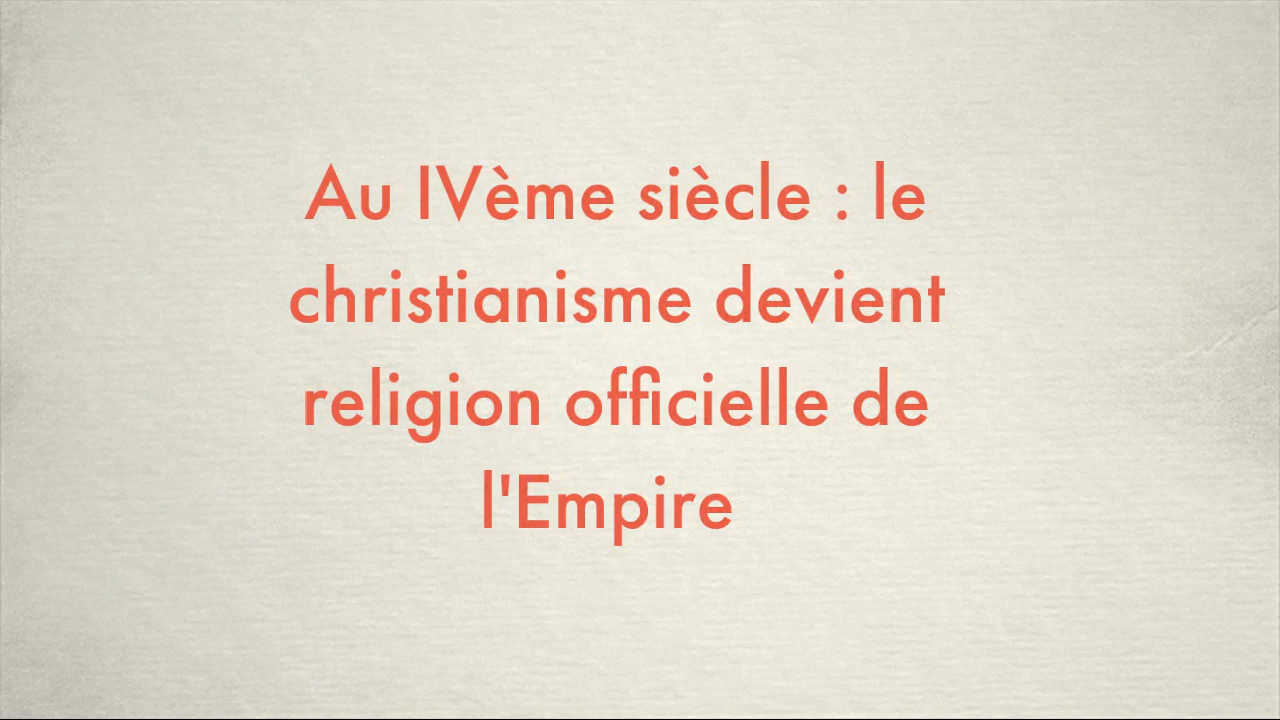 Au IVème siècle : le
christianisme devient
religion officielle de
l'Empire